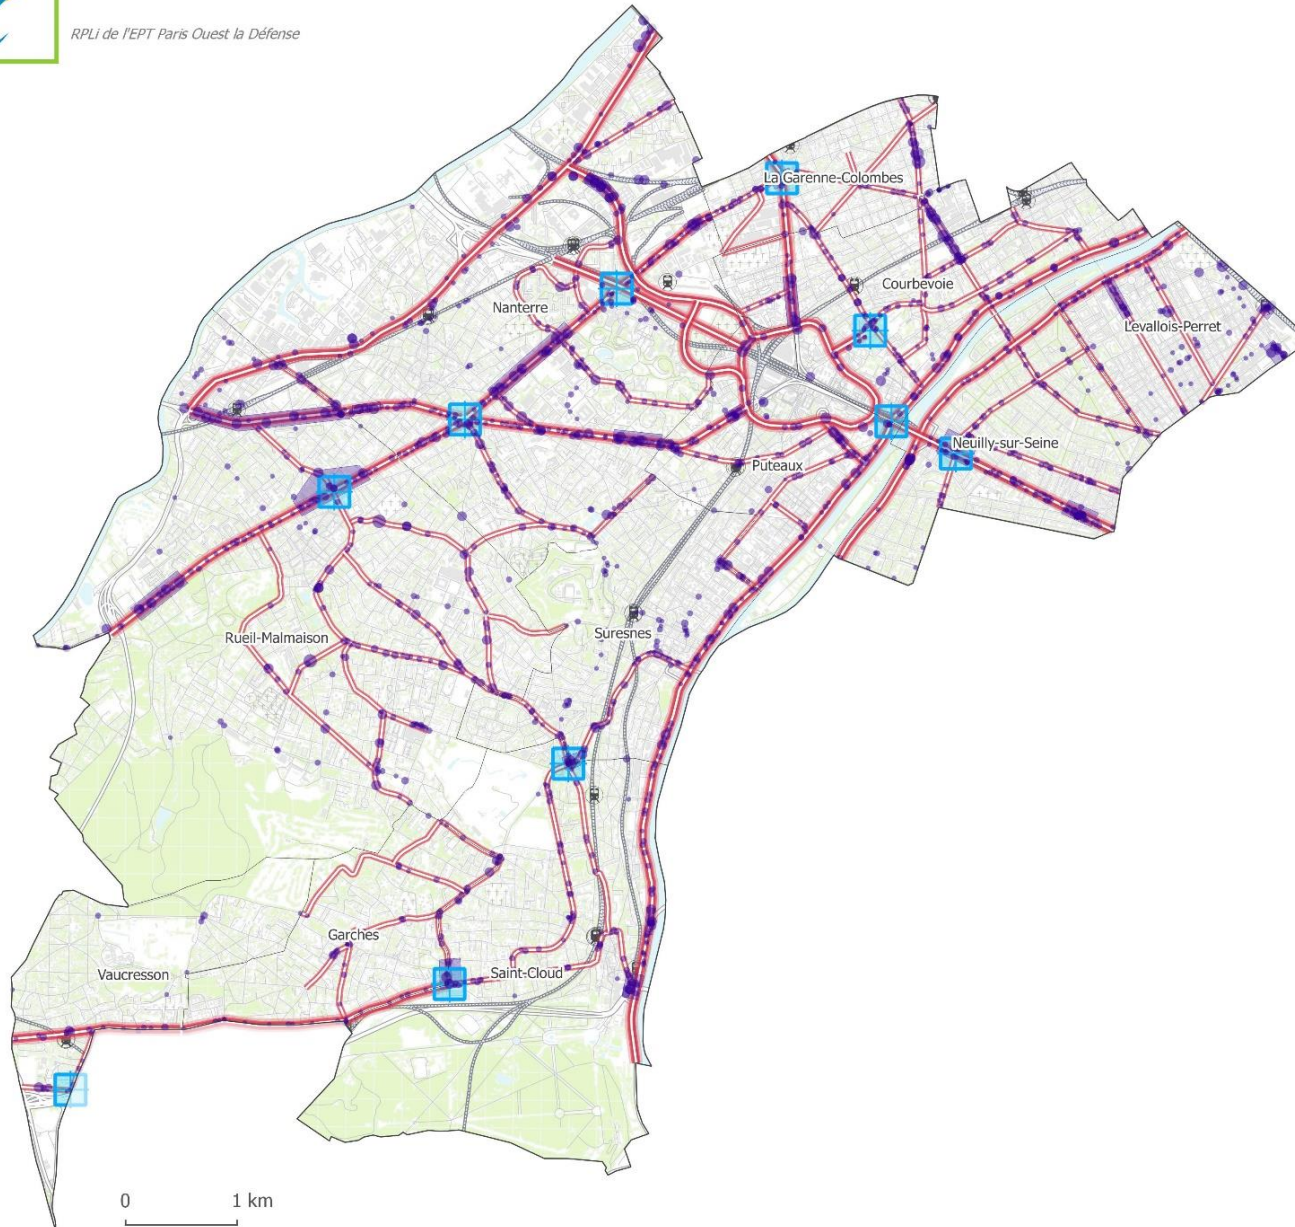 RPLi de l'EPT Paris Ouest la Défense
La Garenne-Colombes
Courbevoie
Nanterre
Levallois-Perret
Neuilly-sur-Seine
Puteaux
Suresnes
Rueil-Malmaison
Garches
Saint-Cloud
Vaucresson
0 1 km